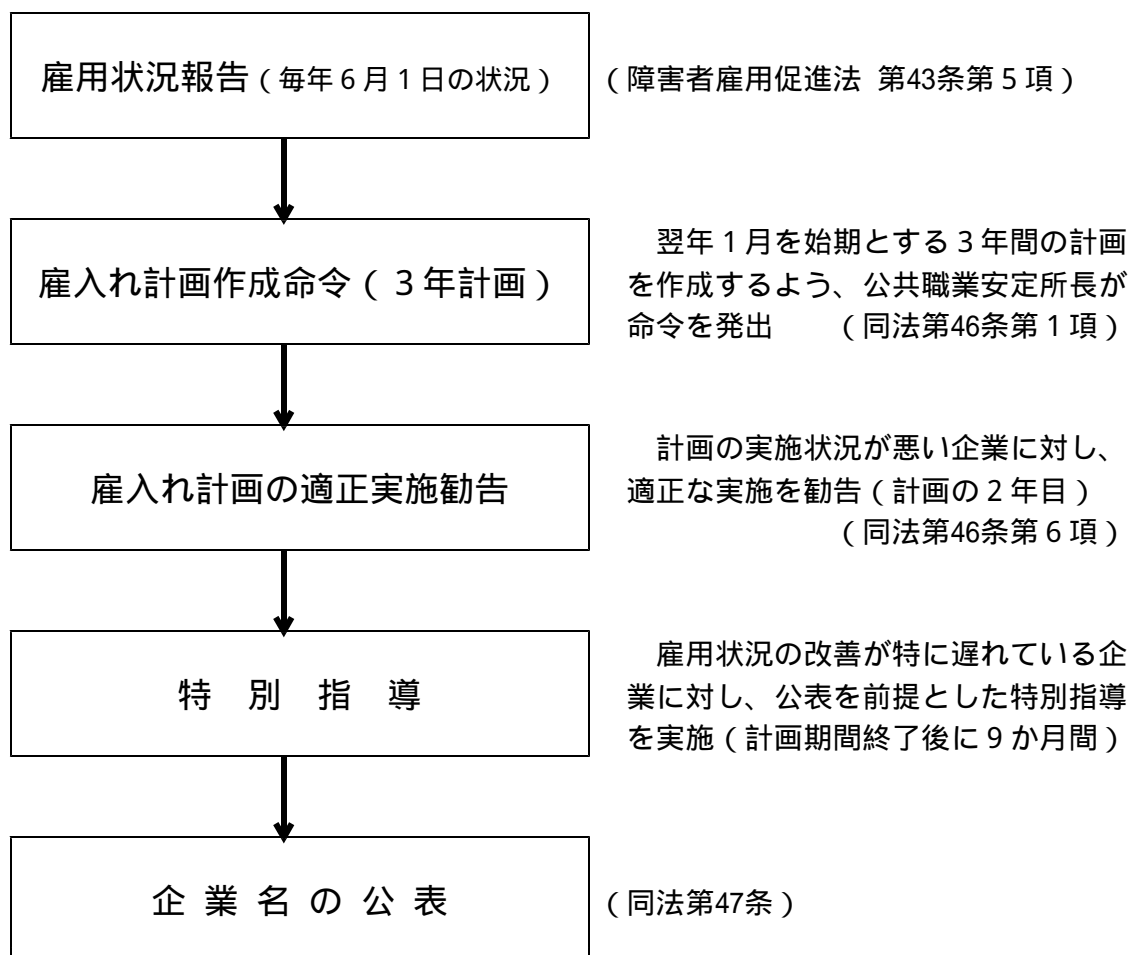 雇用状況報告（毎年６月１日の状況）
（障害者雇用促進法 第43条第５項）
雇入れ計画作成命令（３年計画）
翌年１月を始期とする３年間の計画
を作成するよう、公共職業安定所長が
命令を発出　　（同法第46条第１項）
雇入れ計画の適正実施勧告
計画の実施状況が悪い企業に対し、
適正な実施を勧告（計画の２年目）
（同法第46条第６項）
特　別　指　導
雇用状況の改善が特に遅れている企
業に対し、公表を前提とした特別指導
を実施（計画期間終了後に９か月間）
企 業 名 の 公 表
（同法第47条）